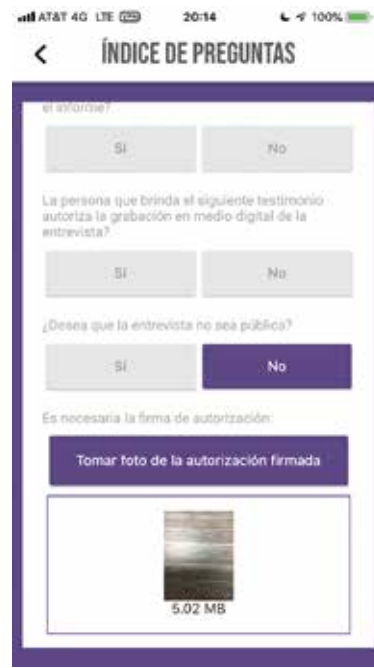 AT&T 4G LTE 20:14 100%
ÍNDICE DE PREGUNTAS
el informe?
Sí No
La persona que brinda el siguiente testimonio
autoriza la grabación en medio digital de la
entrevista?
Sí No
¿Desea que la entrevista no sea pública?
Sí No
Es necesaria la firma de autorización:
Tomar foto de la autorización firmada
5.02 MB